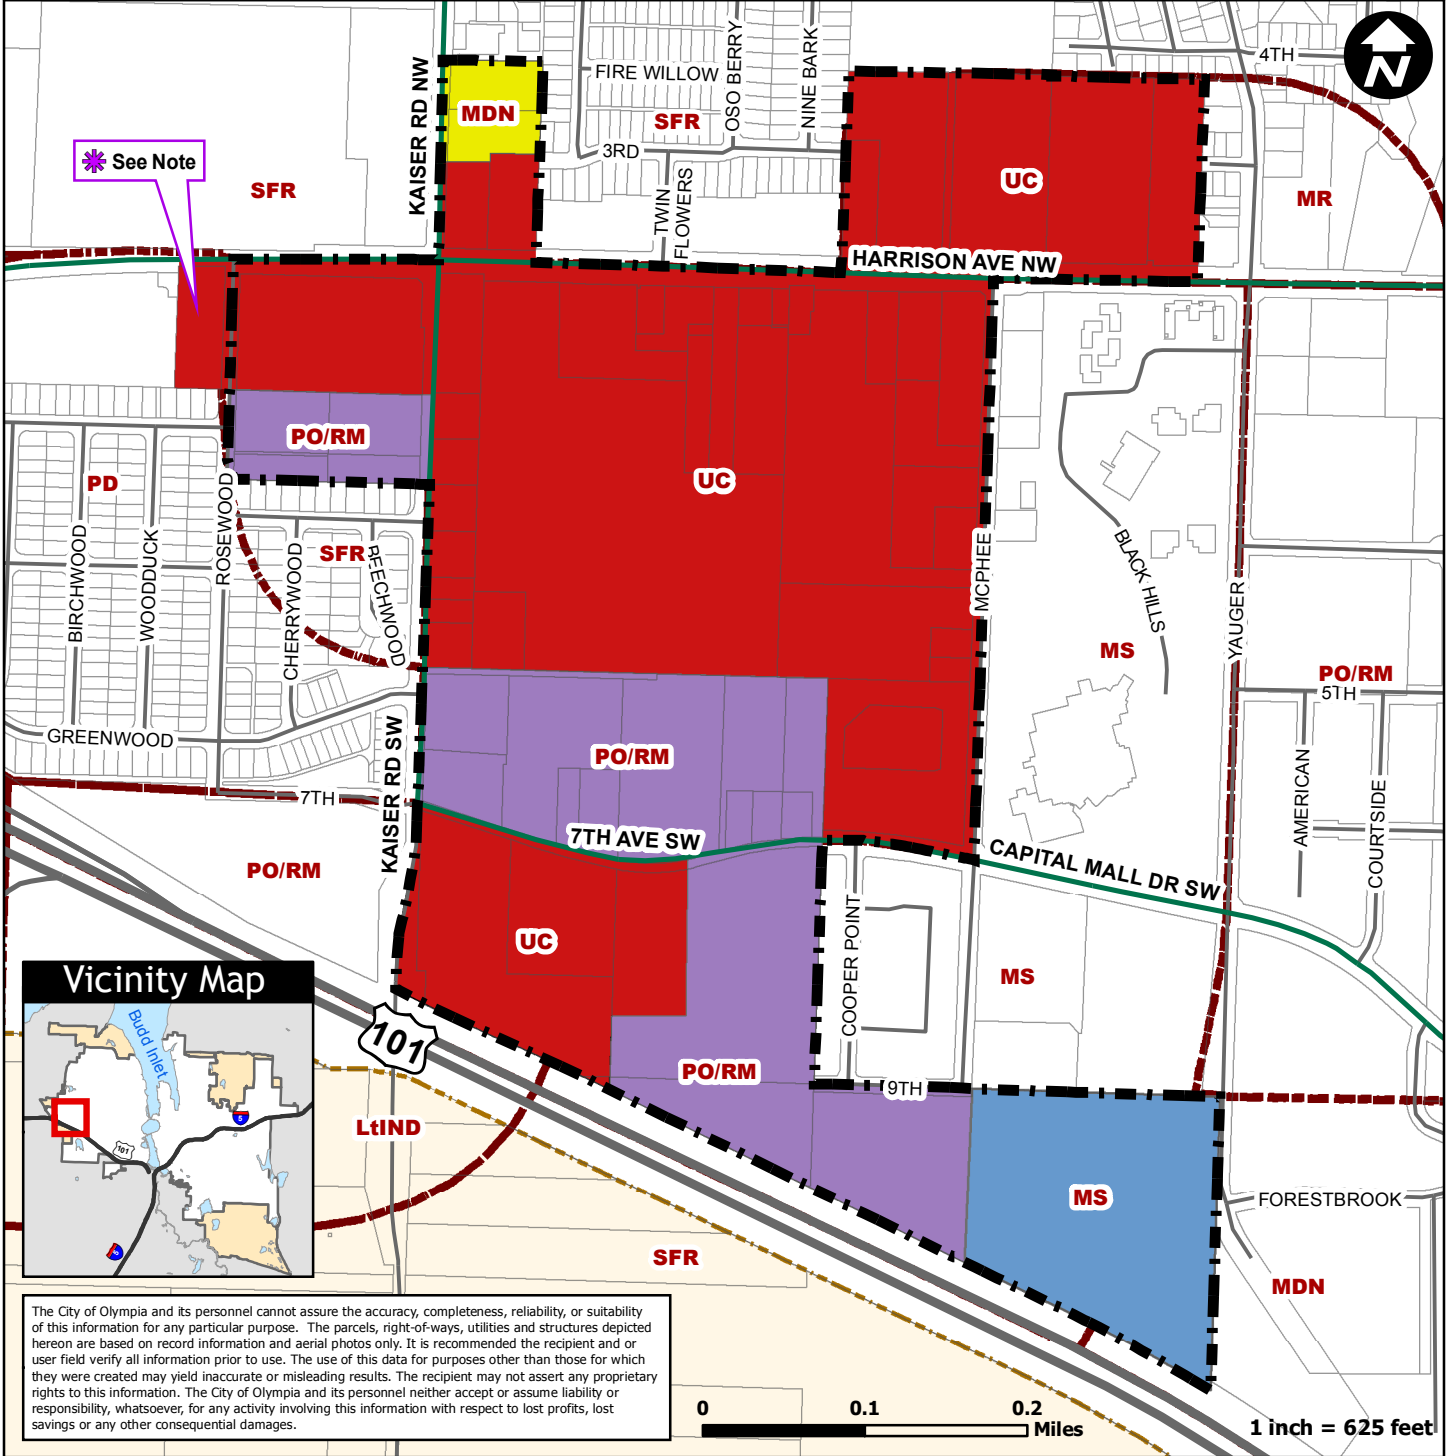 4TH
N
KAISER RD NW
MDN
FIRE WILLOW
OSO BERRY
NINE BARK
SFR
3RD
See Note
SFR
UC
MR
TWIN
FLOWERS
HARRISON AVE NW
PO/RM
UC
PD
BIRCHWOOD
WOODDUCK
ROSEWOOD
CHERRYWOOD
SFR
BEECHWOOD
MCPHEE
BLACK HILLS
YAUGER
MS
PO/RM
5TH
GREENWOOD
KAISER RD SW
PO/RM
7TH
7TH AVE SW
AMERICAN
COURTSIDE
PO/RM
CAPITAL MALL DR SW
UC
COOPER POINT
MS
Vicinity Map
Budd Inlet
101
5
101
5
PO/RM
9TH
LtIND
MS
FORESTBROOK
SFR
MDN
The City of Olympia and its personnel cannot assure the accuracy, completeness, reliability, or suitability
of this information for any particular purpose. The parcels, right-of-ways, utilities and structures depicted
hereon are based on record information and aerial photos only. It is recommended the recipient and or
user field verify all information prior to use. The use of this data for purposes other than those for which
they were created may yield inaccurate or misleading results. The recipient may not assert any proprietary
rights to this information. The City of Olympia and its personnel neither accept or assume liability or
responsibility, whatsoever, for any activity involving this information with respect to lost profits, lost
savings or any other consequential damages.
0 0.1 0.2
Miles
1 inch = 625 feet